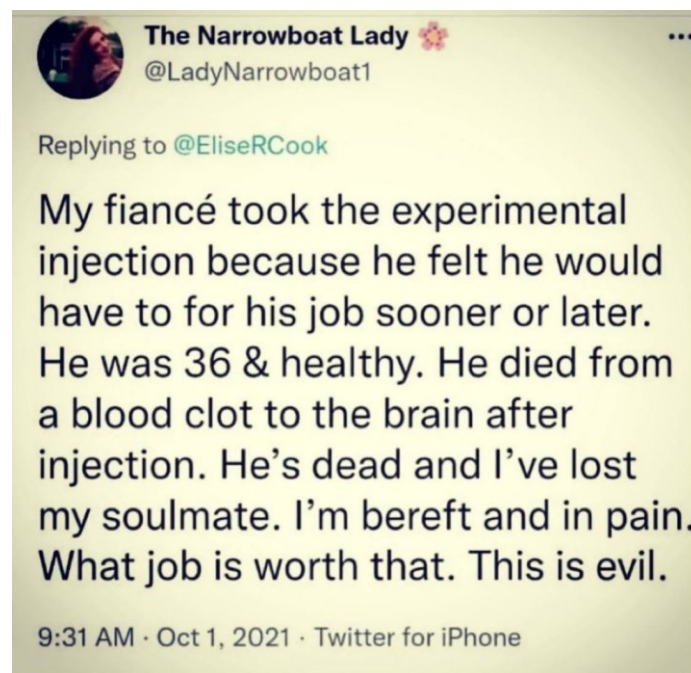 The Narrowboat Lady 🌸
@LadyNarrowboat1
Replying to @EliseRCook
My fiancé took the experimental
injection because he felt he would
have to for his job sooner or later.
He was 36 & healthy. He died from
a blood clot to the brain after
injection. He’s dead and I’ve lost
my soulmate. I’m bereft and in pain.
What job is worth that. This is evil.
9:31 AM · Oct 1, 2021 · Twitter for iPhone